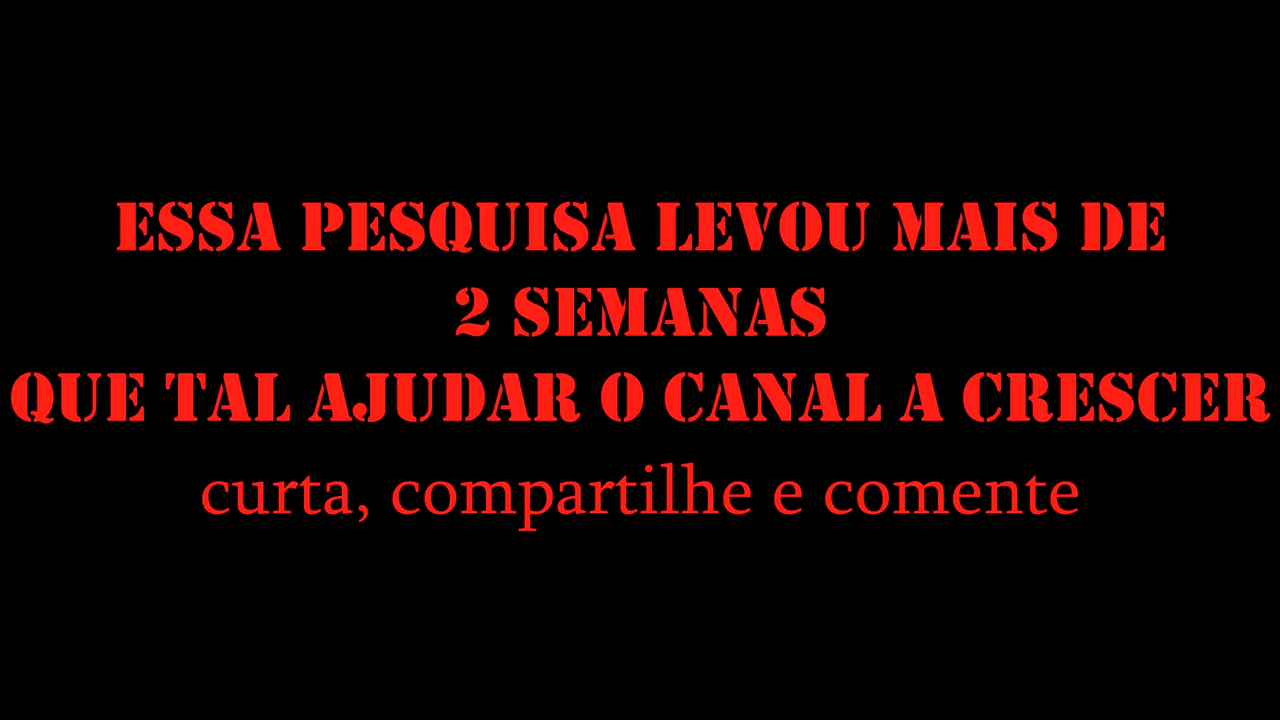 ESSA PESQUISA LEVOU MAIS DE
2 SEMANAS
QUE TAL AJUDAR O CANAL A CRESCER
curta, compartilhe e comente